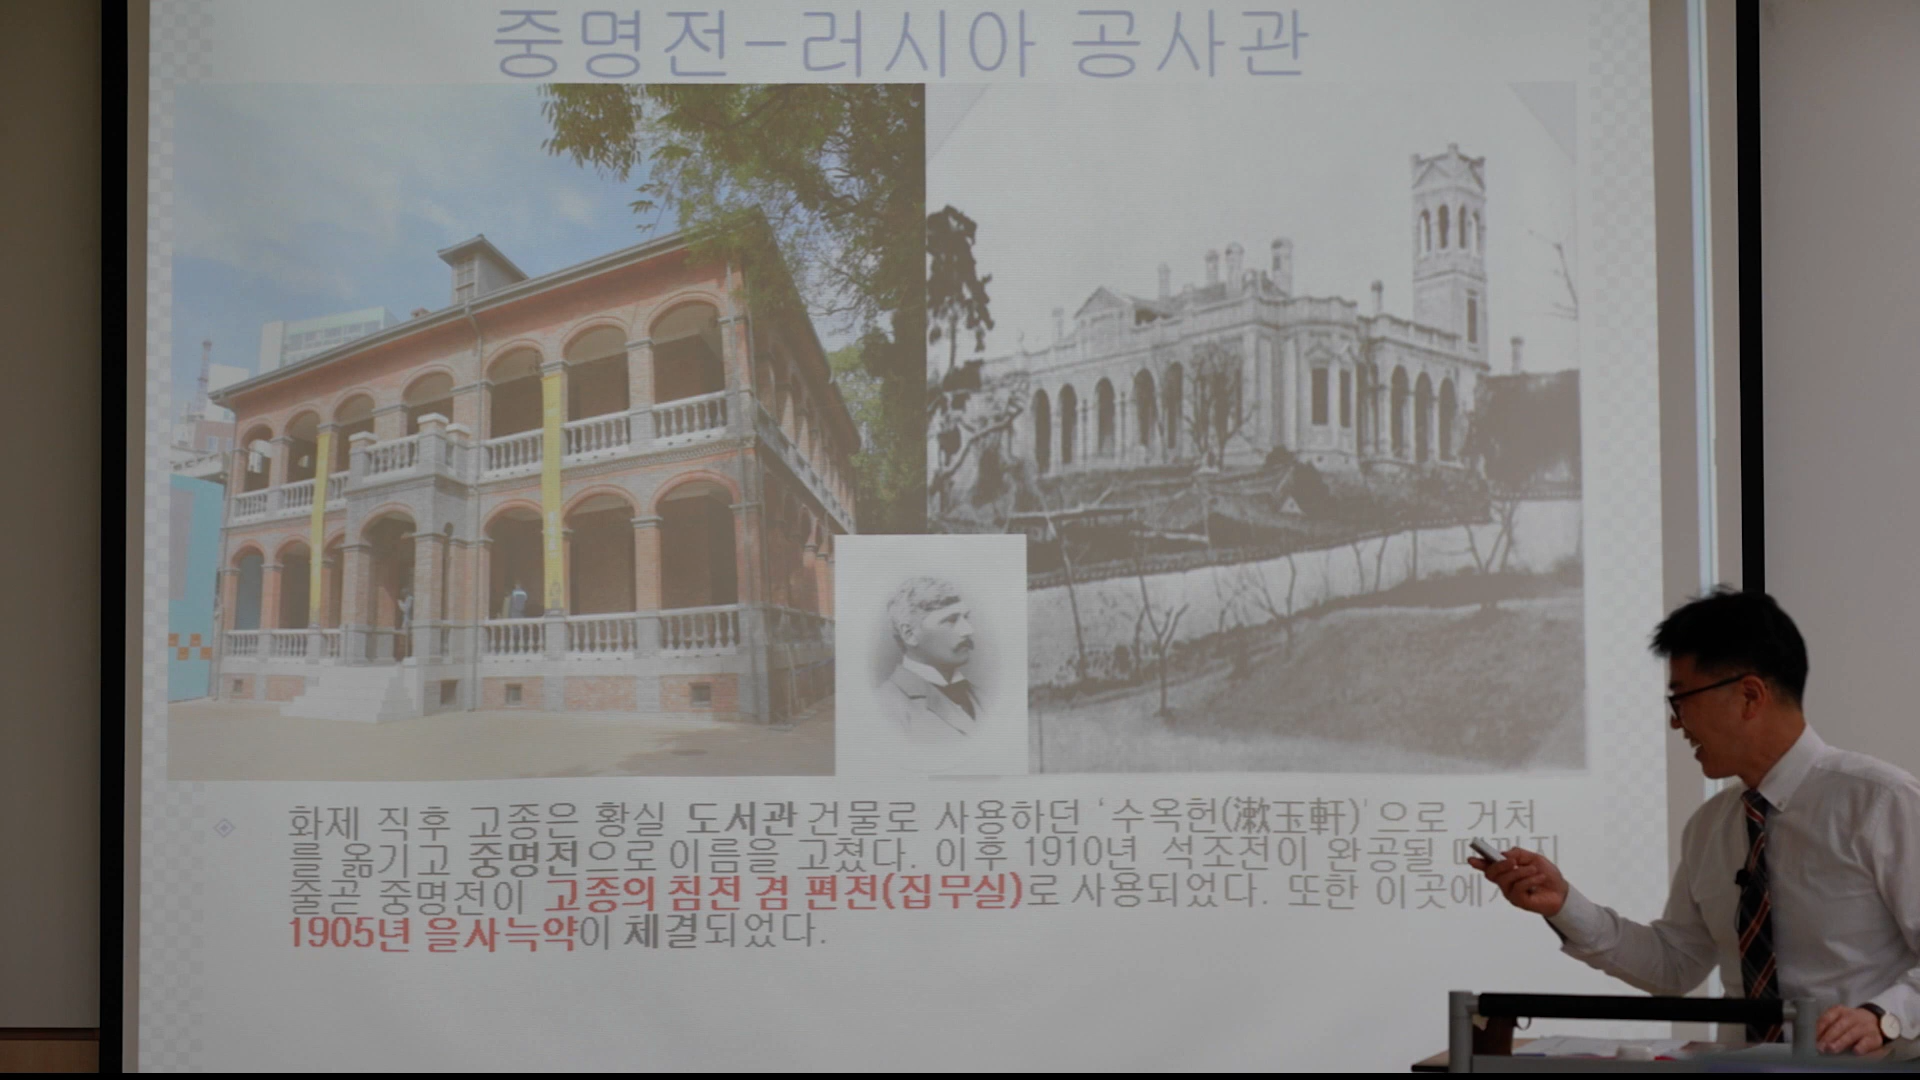 중명전-러시아 공사관
화제 직후 고종은 황실 도서관 건물로 사용하던 '수옥헌(漱玉軒)'으로 거처
를 옮기고 중명전으로 이름을 고쳤다. 이후 1910년 석조전이 완공될 때까지
줄곧 중명전이 고종의 침전 겸 편전(집무실)로 사용되었다. 또한 이곳에서
1905년 을사늑약이 체결되었다.